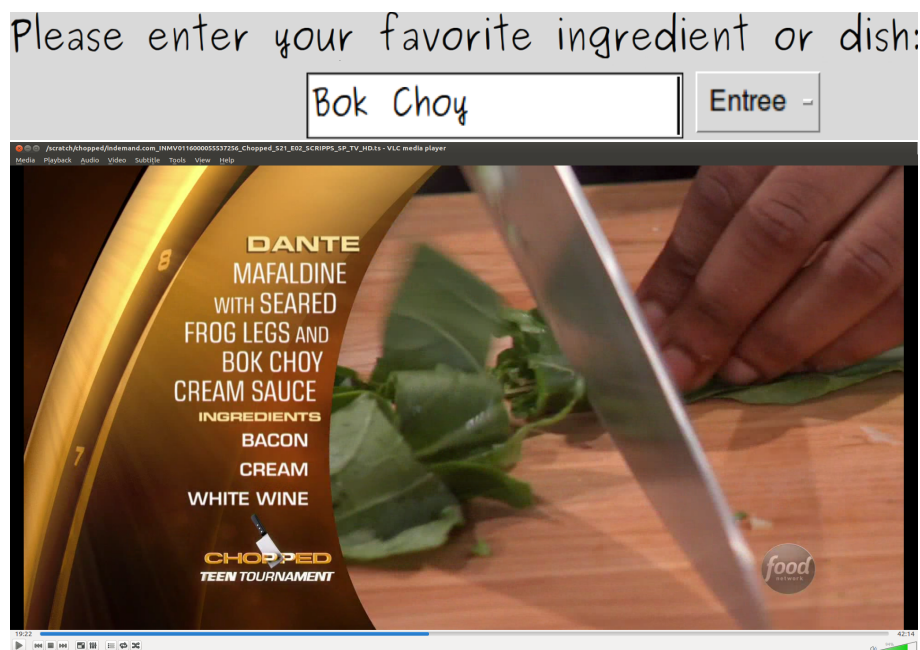 Please enter your favorite ingredient or dish:
Bok Choy
Entree
/scratch/chopped/indemand.com_INMV0116000055537256_Chopped_S21_E02_SCRIPPS_SP_TV_HD.ts - VLC media player
Media Playback Audio Video Subtitle Tools View Help
8
DANTE
MAFALDINE
WITH SEARED
FROG LEGS AND
BOK CHOY
CREAM SAUCE
INGREDIENTS
BACON
7
CREAM
WHITE WINE
CHOPPED
TEEN TOURNAMENT
food
network
19:22
42:14